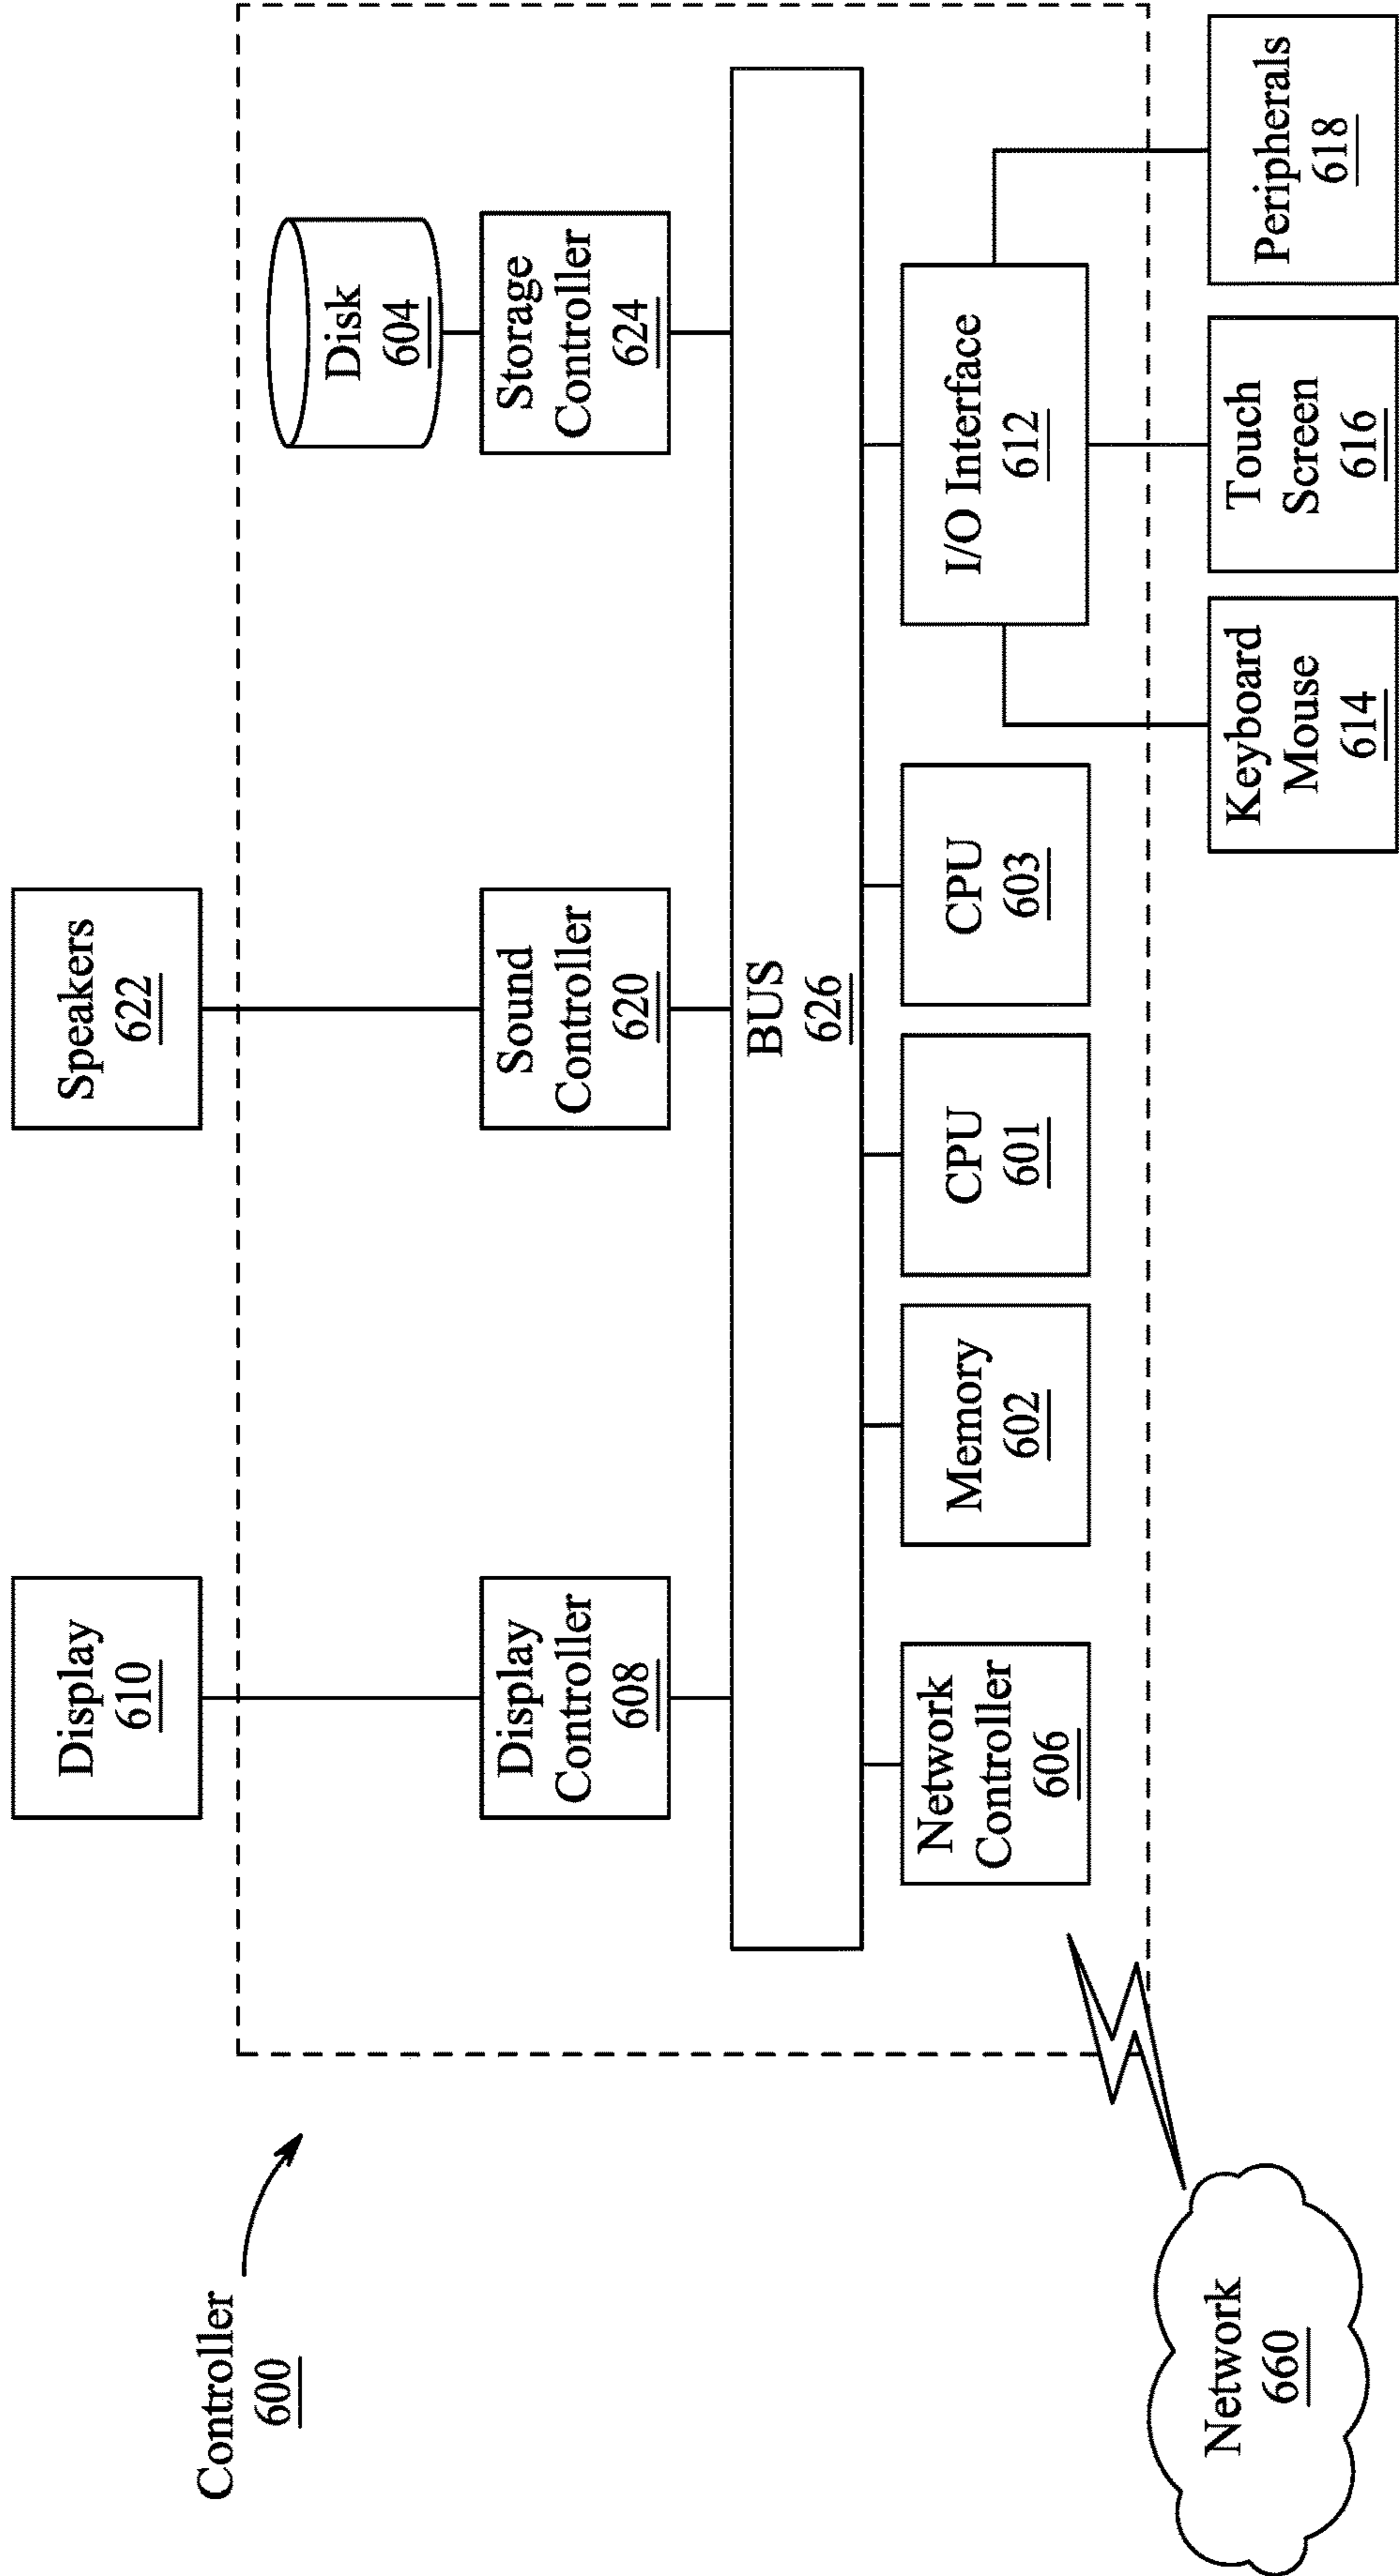 Controller
600
Display
610
Speakers
622
Disk
604
Display
Controller
608
Sound
Controller
620
Storage
Controller
624
BUS
626
Network
Controller
606
Memory
602
CPU
601
CPU
603
I/O Interface
612
Network
660
Keyboard
Mouse
614
Touch
Screen
616
Peripherals
618